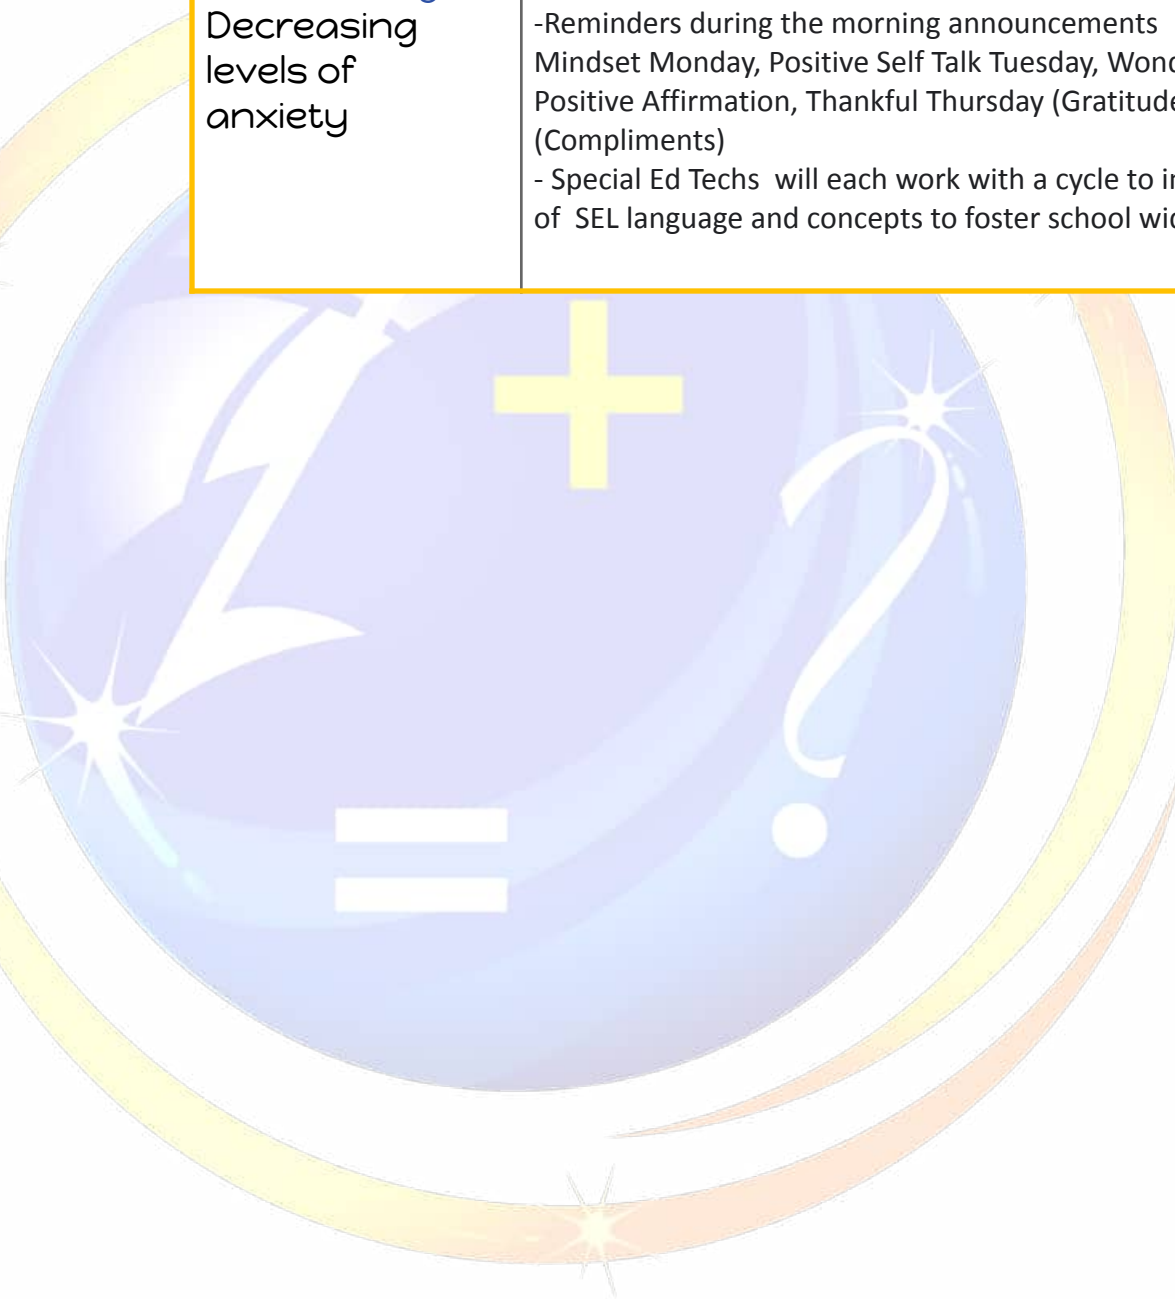 Decreasing
levels of
anxiety
-Reminders during the morning announcements
Mindset Monday, Positive Self Talk Tuesday,
Positive Affirmation, Thankful Thursday
(Compliments)
- Special Ed Techs will each work with a cycle to
of SEL language and concepts to foster school
+
= ?